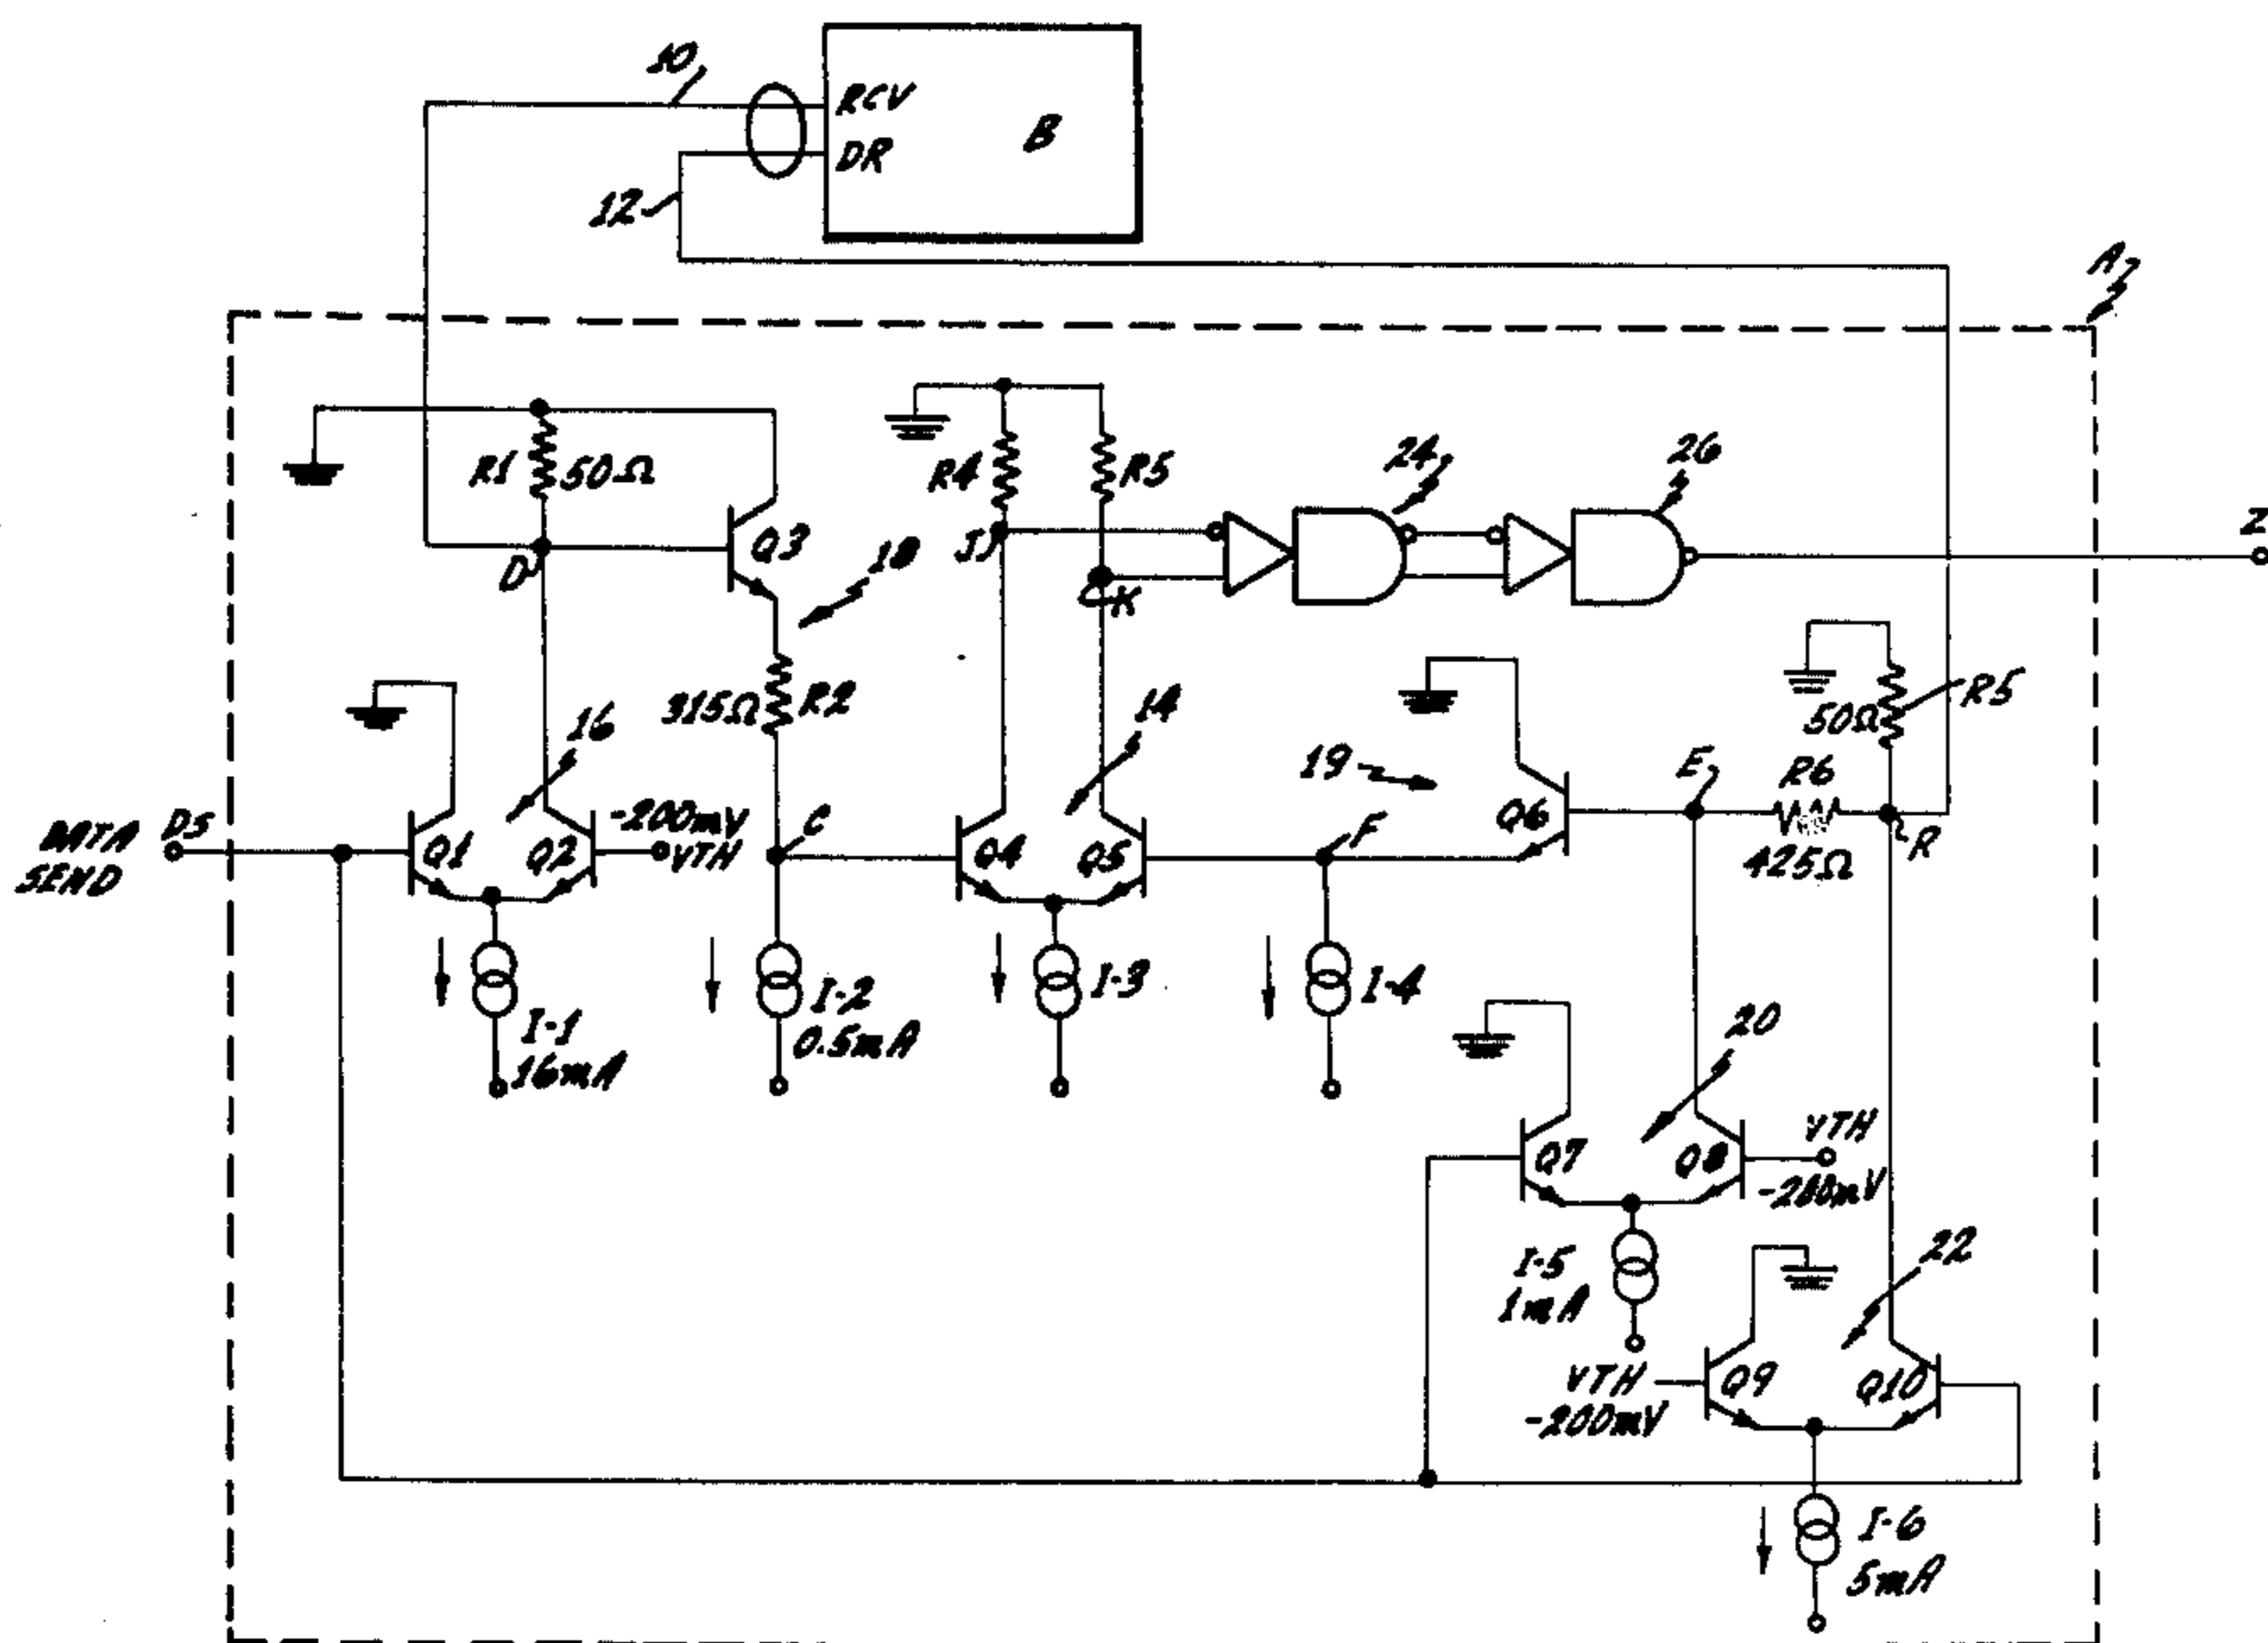 10
RCV
B
DR
12
A
R1
50Ω
Q3
18
R4
R5
24
26
Z
J
D
K
315Ω
R2
16
14
19
50Ω
R5
E
R6
425Ω
R
DATA
SEND
DS
Q1
Q2
-200mV
VTH
C
Q4
Q5
F
Q6
I-1
16mA
I-2
0.5mA
I-3
I-4
20
Q7
Q8
VTH
-200mV
I-5
1mA
22
VTH
-200mV
Q9
Q10
I-6
5mA